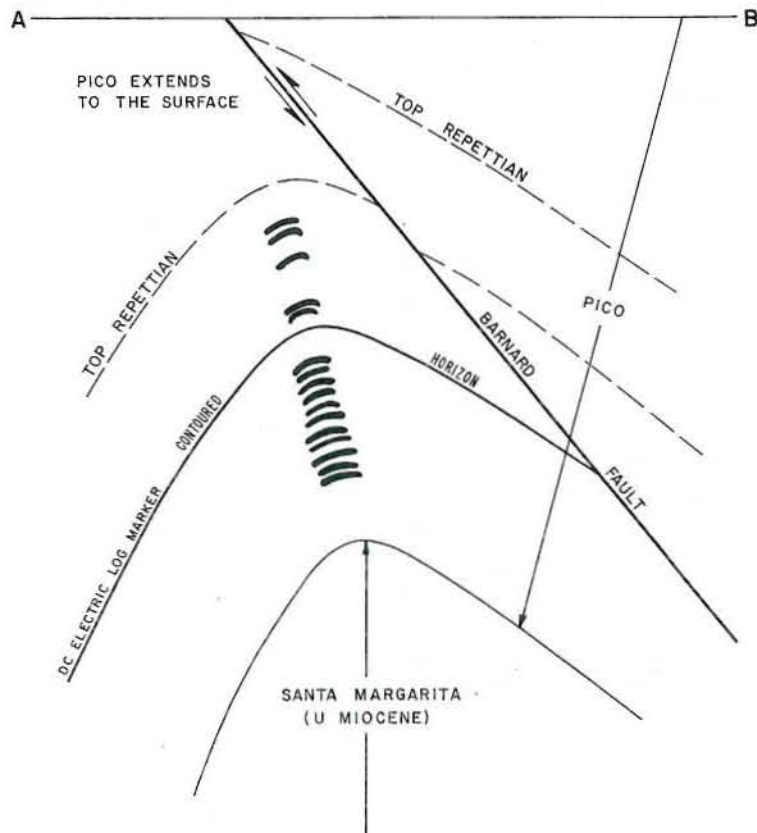 A
B
PICO EXTENDS
TO THE SURFACE
TOP REPETTIAN
TOP REPETTIAN
PICO
BARNARD
FAULT
HORIZON
CONTOURED
DC ELECTRIC LOG MARKER
SANTA MARGARITA
(U MIOCENE)